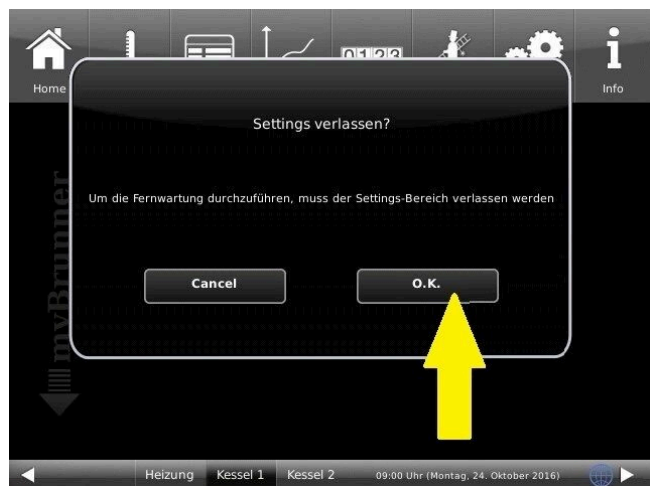 0123
Home
Info
Settings verlassen?
Um die Fernwartung durchzuführen, muss der Settings-Bereich verlassen werden
Cancel
O.K.
myBrunner
Heizung Kessel 1 Kessel 2 09:00 Uhr (Montag, 24. Oktober 2016)